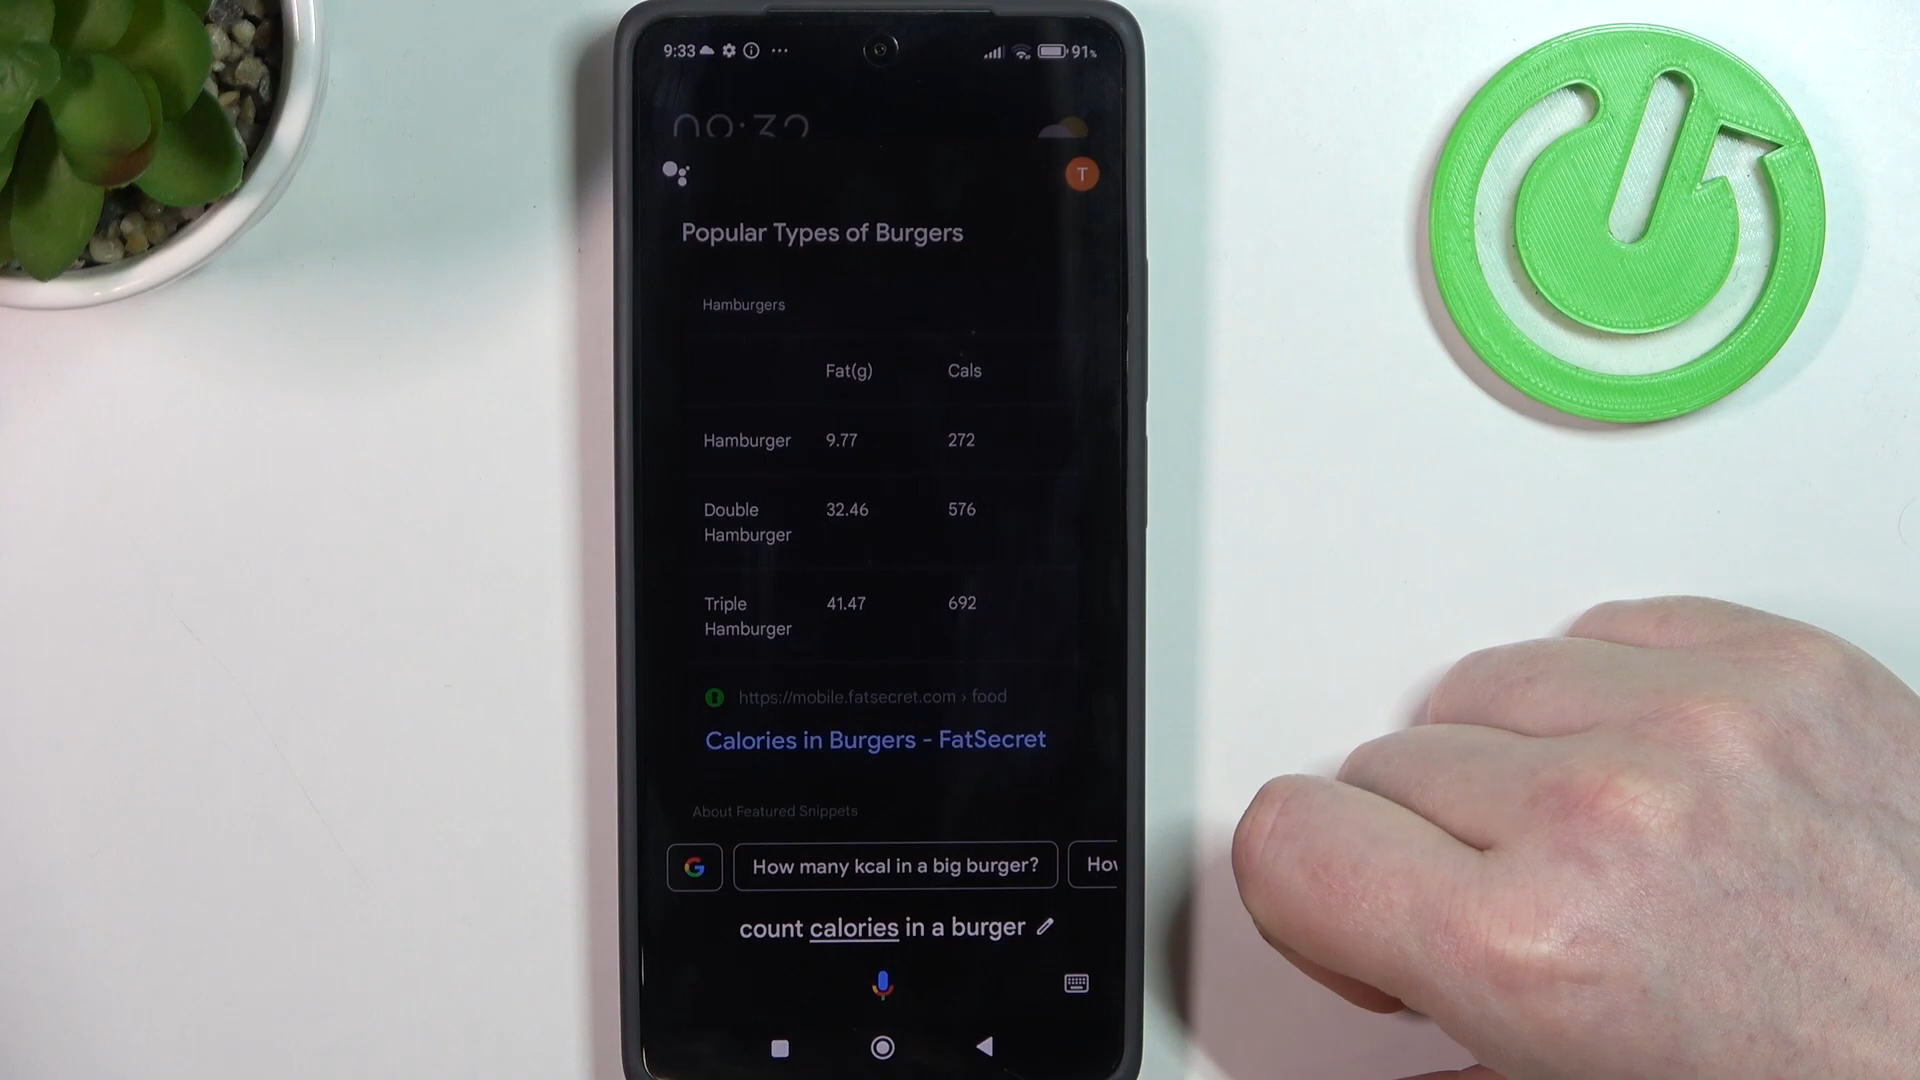 9:33 ... 91%
T
Popular Types of Burgers
Hamburgers
Fat(g) Cals
Hamburger 9.77 272
Double Hamburger 32.46 576
Triple Hamburger 41.47 692
https://mobile.fatsecret.com › food
Calories in Burgers - FatSecret
About Featured Snippets
G How many kcal in a big burger? Hov
count calories in a burger